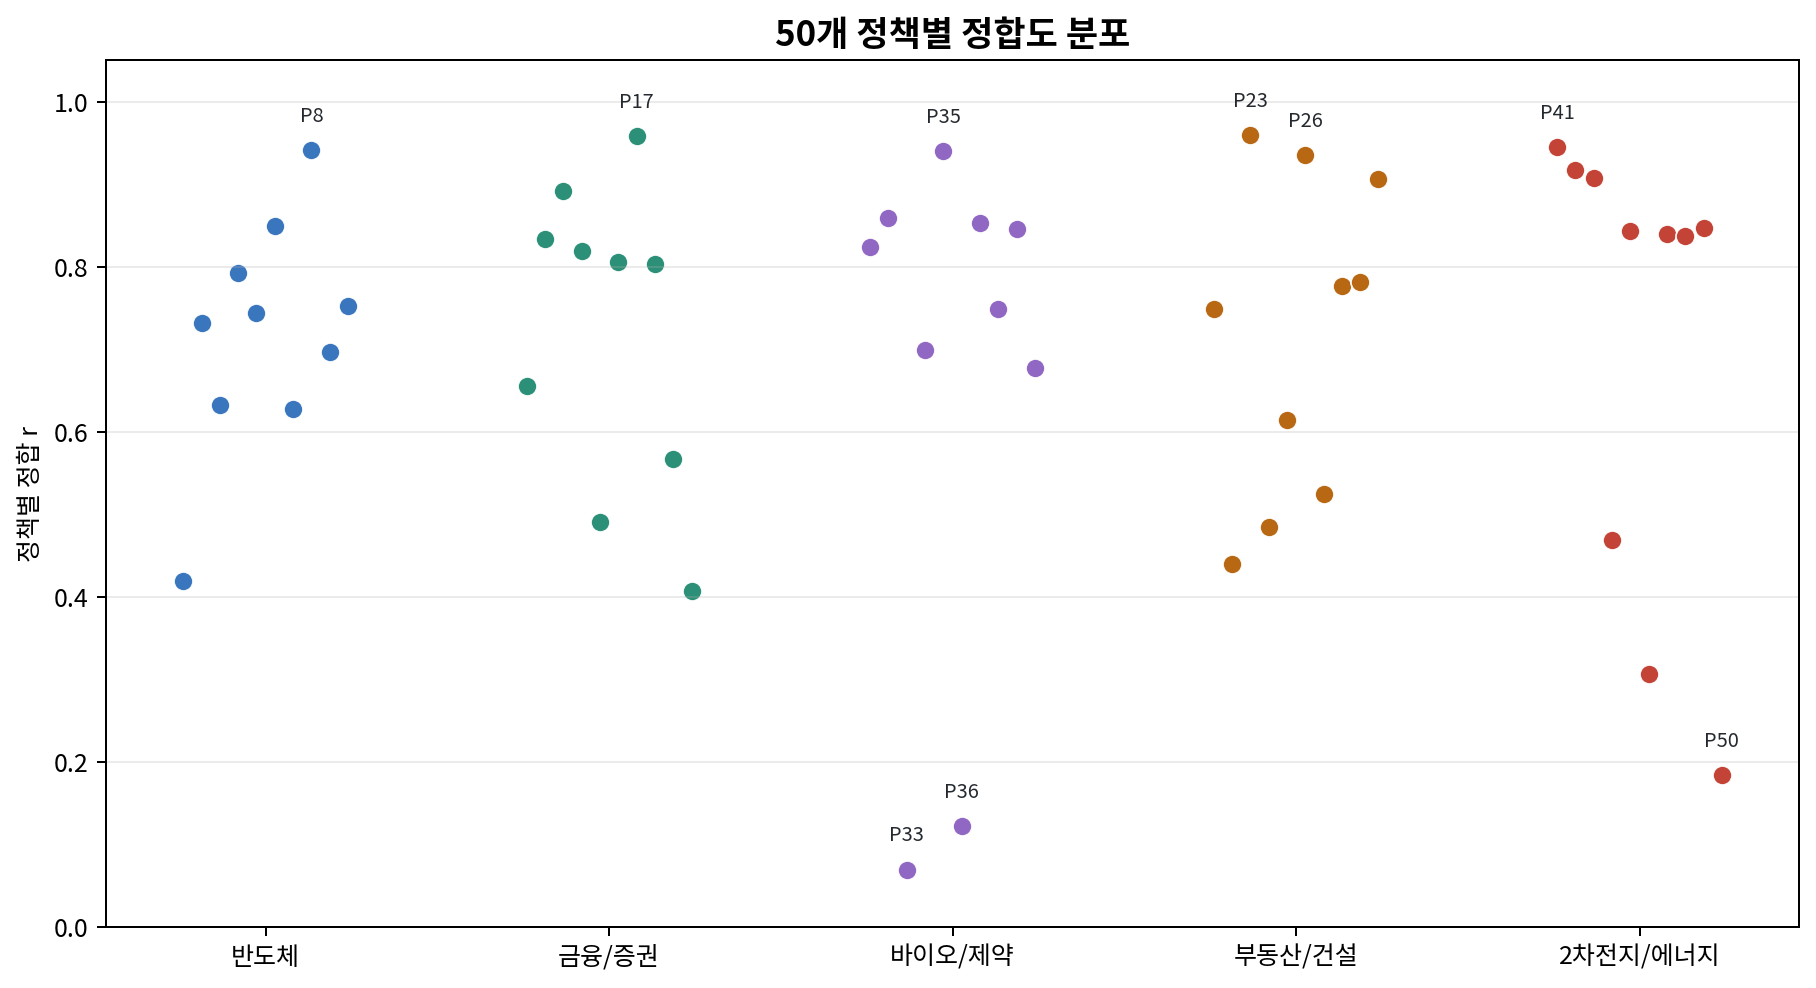 50개 정책별 정합도 분포
정책별 정합 r
1.0
0.8
0.6
0.4
0.2
0.0
P8
P17
P35
P23
P26
P41
P50
P36
P33
반도체
금융/증권
바이오/제약
부동산/건설
2차전지/에너지